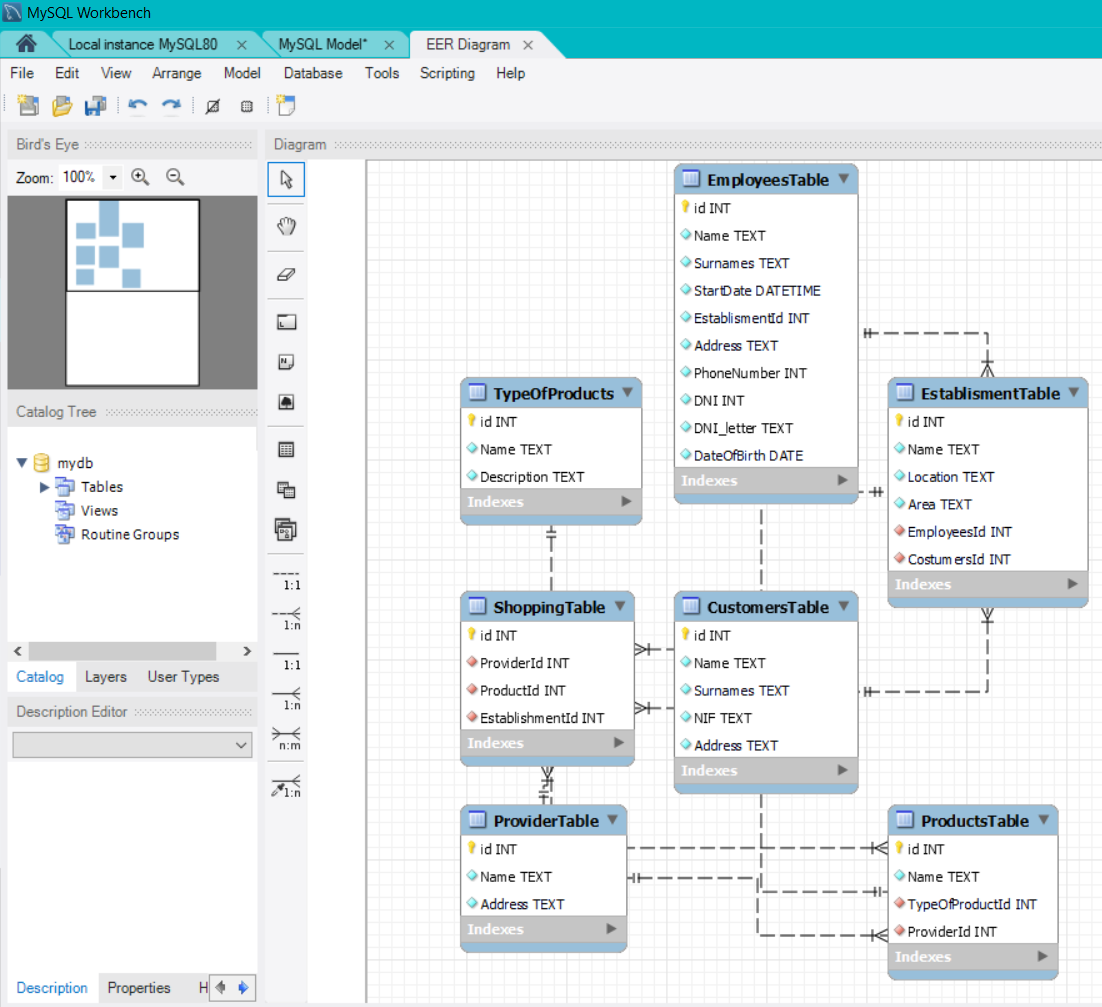 MySQL Workbench
Local instance MySQL80
MySQL Model*
EER Diagram
File Edit View Arrange Model Database Tools Scripting Help
Bird's Eye
Zoom: 100%
Catalog Tree
mydb
Tables
Views
Routine Groups
Catalog Layers User Types
Description Editor
Description Properties H
Diagram
1:1
1:n
1:1
1:n
n:m
1:n
EmployeesTable
id INT
Name TEXT
Surnames TEXT
StartDate DATETIME
EstablismentId INT
Address TEXT
PhoneNumber INT
DNI INT
DNI_letter TEXT
DateOfBirth DATE
Indexes
TypeOfProducts
id INT
Name TEXT
Description TEXT
Indexes
EstablismentTable
id INT
Name TEXT
Location TEXT
Area TEXT
EmployeesId INT
CostumersId INT
Indexes
ShoppingTable
id INT
ProviderId INT
ProductId INT
EstablishmentId INT
Indexes
CustomersTable
id INT
Name TEXT
Surnames TEXT
NIF TEXT
Address TEXT
Indexes
ProviderTable
id INT
Name TEXT
Address TEXT
Indexes
ProductsTable
id INT
Name TEXT
TypeOfProductId INT
ProviderId INT
Indexes